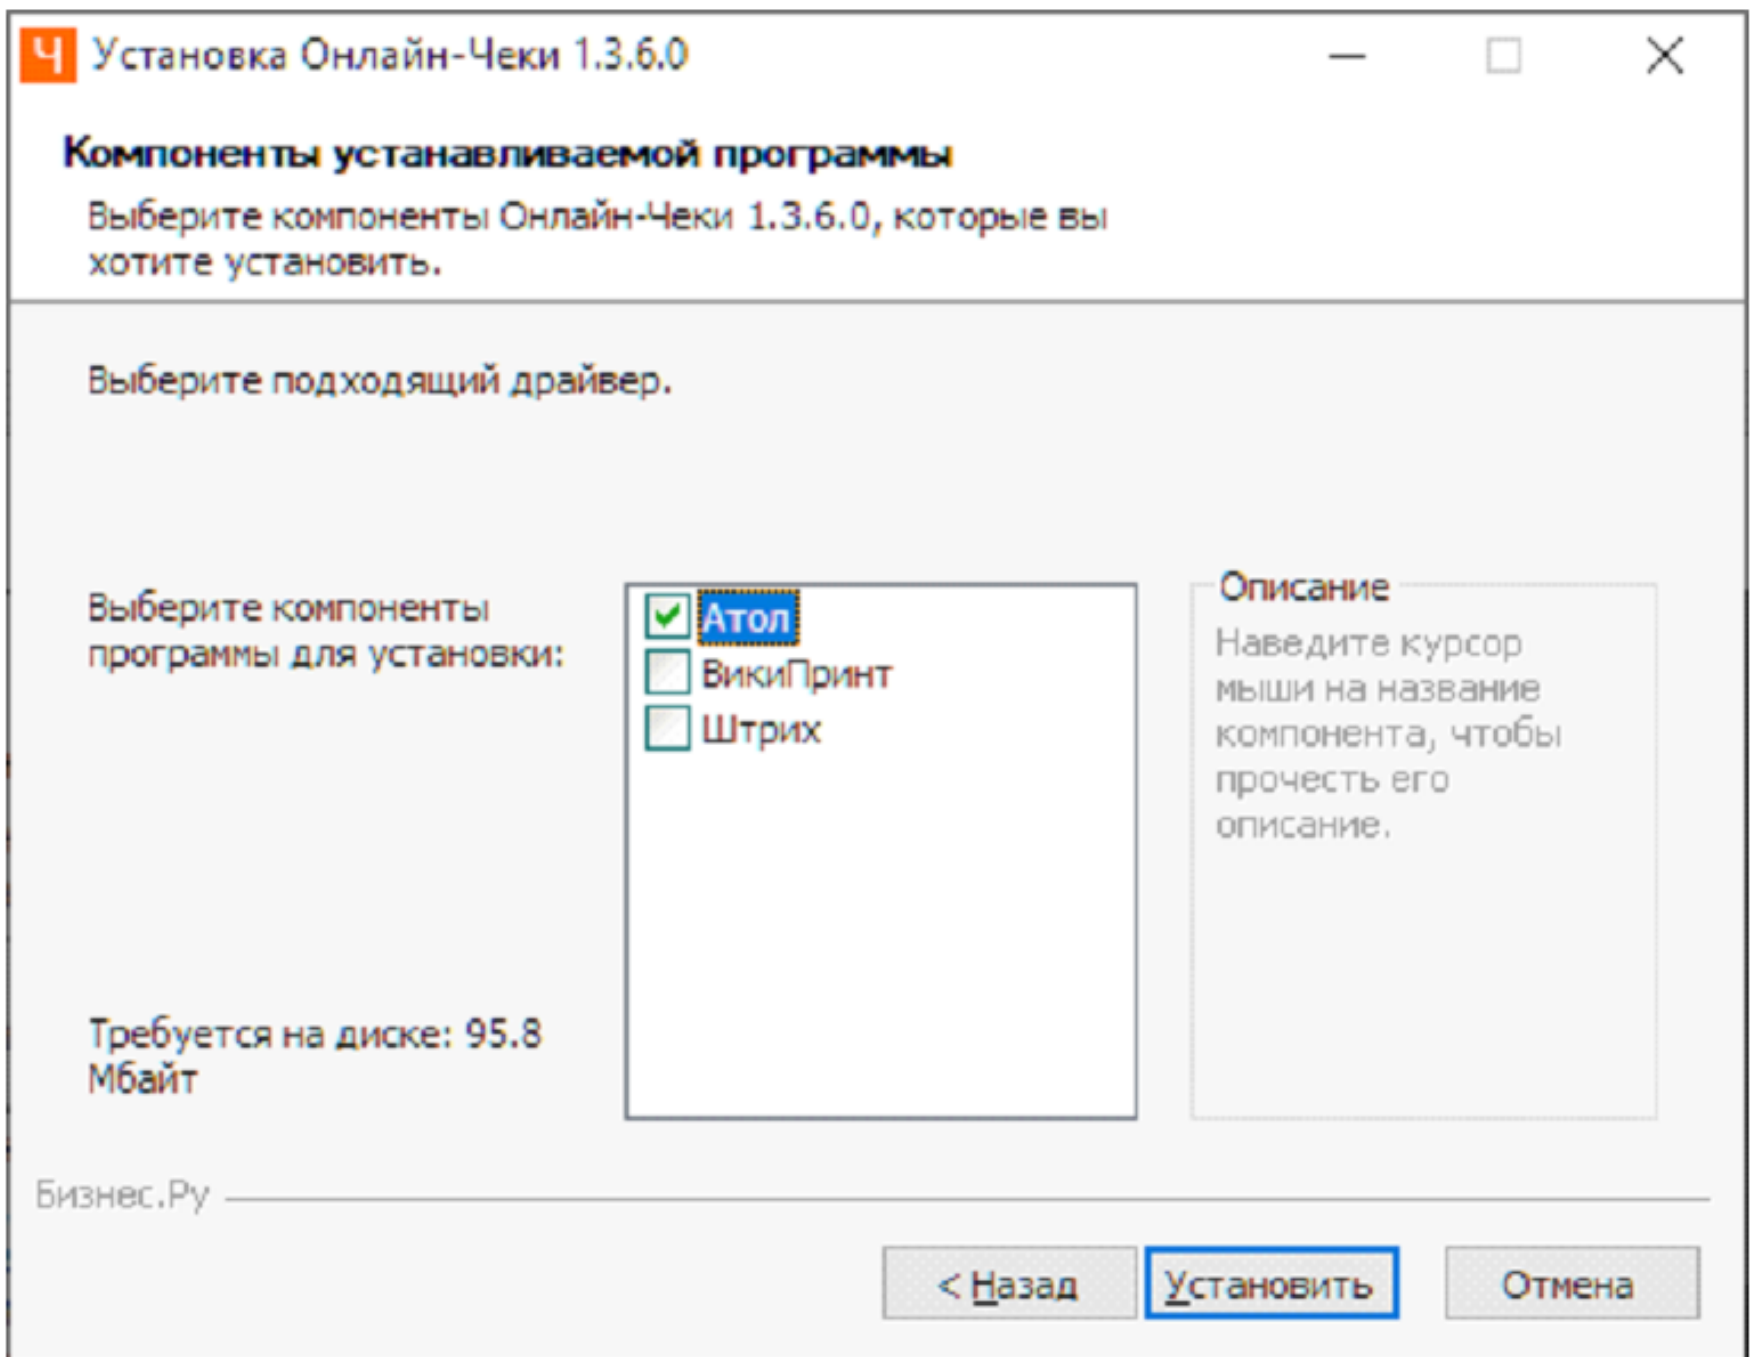 Ч Установка Онлайн-Чеки 1.3.6.0
Компоненты устанавливаемой программы
Выберите компоненты Онлайн-Чеки 1.3.6.0, которые вы
хотите установить.
Выберите подходящий драйвер.
Выберите компоненты
программы для установки:
Атол
ВикиПринт
Штрих
Описание
Наведите курсор
мыши на название
компонента, чтобы
прочесть его
описание.
Требуется на диске: 95.8
Мбайт
Бизнес.Ру
< Назад
Установить
Отмена